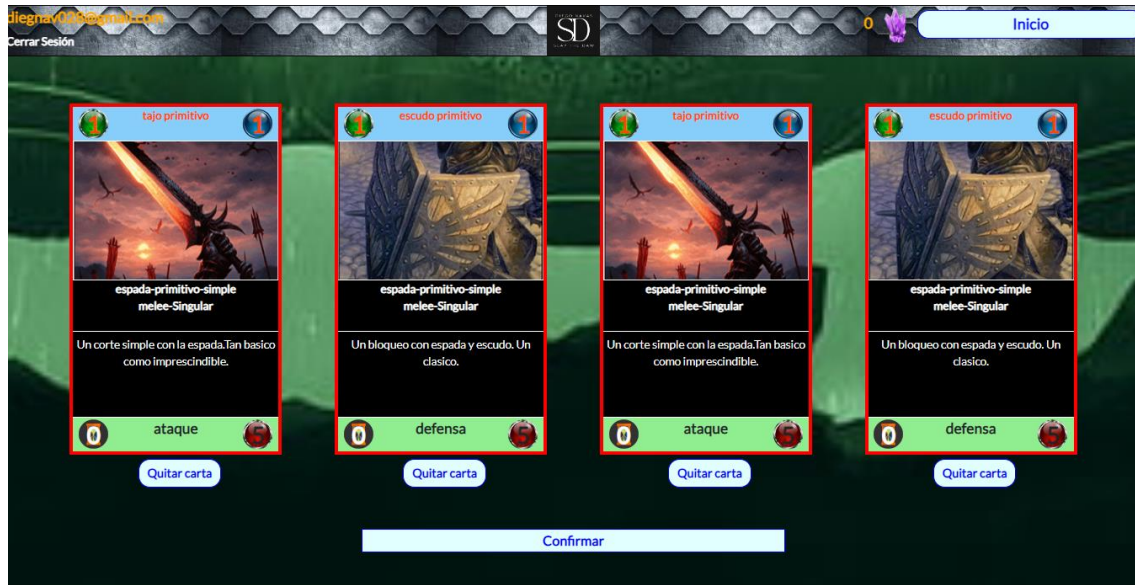 diegnav028@gmail.com
Cerrar Sesión
SD
0
Inicio
1
tajo primitivo
1
espada-primitivo-simple
melee-Singular
Un corte simple con la espada.Tan basico
como imprescindible.
0
ataque
5
Quitar carta
1
escudo primitivo
1
espada-primitivo-simple
melee-Singular
Un bloqueo con espada y escudo. Un
clasico.
0
defensa
5
Quitar carta
1
tajo primitivo
1
espada-primitivo-simple
melee-Singular
Un corte simple con la espada.Tan basico
como imprescindible.
0
ataque
5
Quitar carta
1
escudo primitivo
1
espada-primitivo-simple
melee-Singular
Un bloqueo con espada y escudo. Un
clasico.
0
defensa
5
Quitar carta
Confirmar